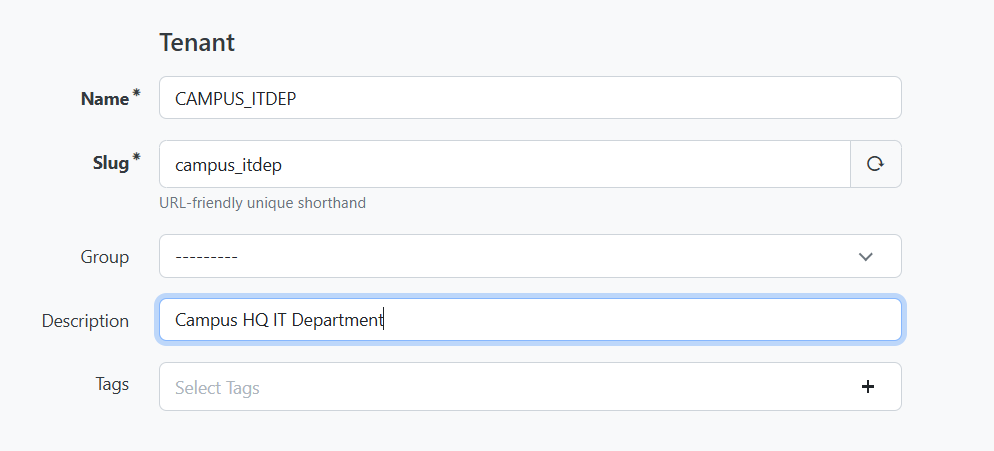 Tenant
Name* CAMPUS_ITDEP
Slug* campus_itdep
URL-friendly unique shorthand
Group ---------
Description Campus HQ IT Department
Tags Select Tags +